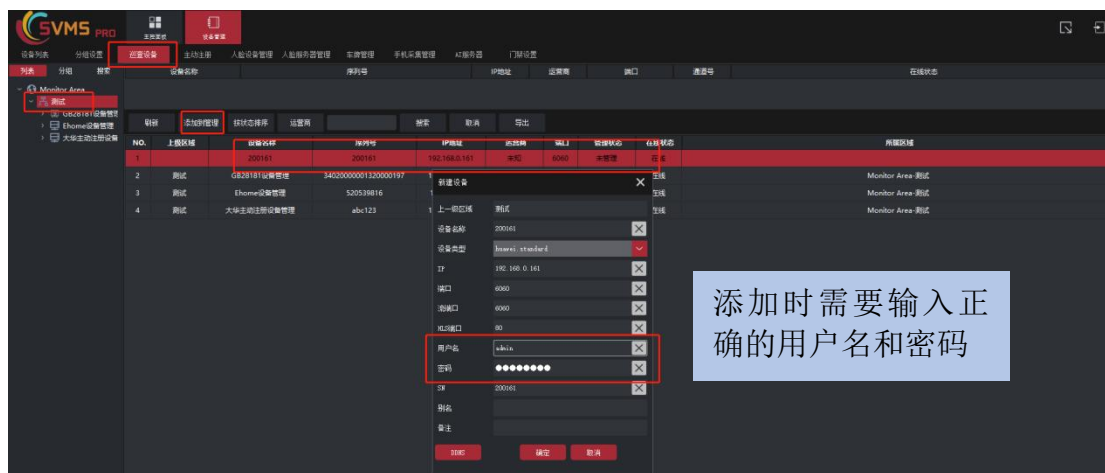 SVMS PRO
主控面板
设备管理
设备列表 分组设置 巡查设备 主动注册 人脸设备管理 人脸服务器管理 车牌管理 手机采集管理 AI服务器 门禁设置
列表 分组 搜索 设备名称 序列号 IP地址 运营商 端口 通道号 在线状态
Monitor Area
测试
GB28181设备管理
Ehome设备管理
大华主动注册设备
刷新 添加到管理 按状态排序 运营商 搜索 取消 导出
NO. 上级区域 设备名称 序列号 IP地址 运营商 端口 管理状态 在线状态 所属区域
1 200161 200161 192.168.0.161 未知 6060 未管理 在线
2 测试 GB28181设备管理 34020000001320000197 1 在线 Monitor Area-测试
3 测试 Ehome设备管理 520539816 1 在线 Monitor Area-测试
4 测试 大华主动注册设备管理 abc123 1 在线 Monitor Area-测试
新建设备
上一级区域 测试
设备名称 200161
设备类型 huawei.standard
IP 192.168.0.161
端口 6060
流端口 6060
HLS端口 80
用户名 admin
密码 ●●●●●●●●
SN 200161
别名
备注
DDNS 确定 取消
添加时需要输入正
确的用户名和密码